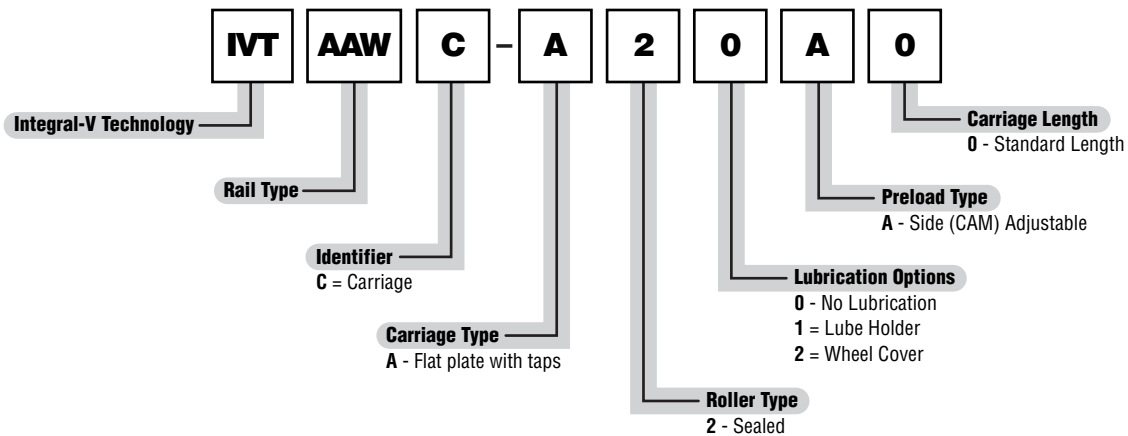 IVT AAW C - A 2 0 A 0
Integral-V Technology
Rail Type
Identifier
C = Carriage
Carriage Type
A - Flat plate with taps
Roller Type
2 - Sealed
Lubrication Options
0 - No Lubrication
1 = Lube Holder
2 = Wheel Cover
Preload Type
A - Side (CAM) Adjustable
Carriage Length
0 - Standard Length